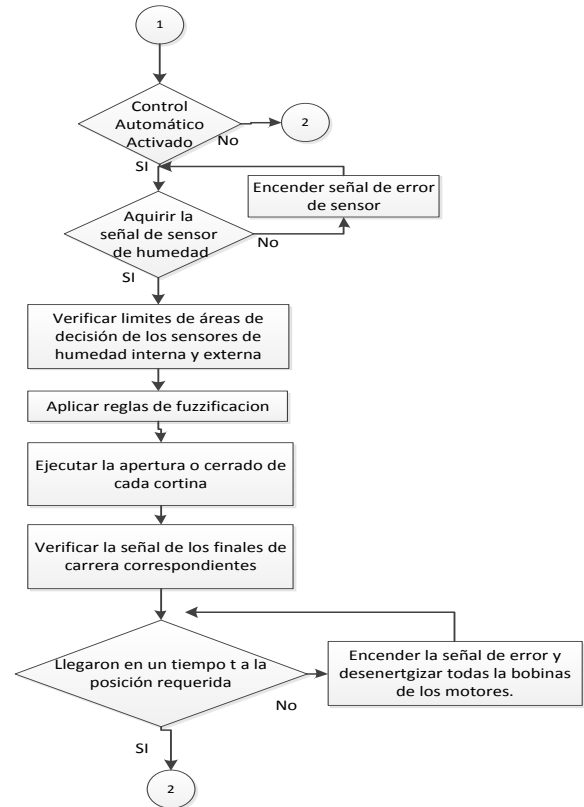 1
Control
Automático
Activado
No
2
SI
Encender señal de error
de sensor
Aquirir la
señal de sensor
de humedad
No
SI
Verificar limites de áreas de
decisión de los sensores de
humedad interna y externa
Aplicar reglas de fuzzificacion
Ejecutar la apertura o cerrado de
cada cortina
Verificar la señal de los finales de
carrera correspondientes
Llegaron en un tiempo t a la
posición requerida
Encender la señal de error y
desenertgizar todas la bobinas
de los motores.
No
SI
2